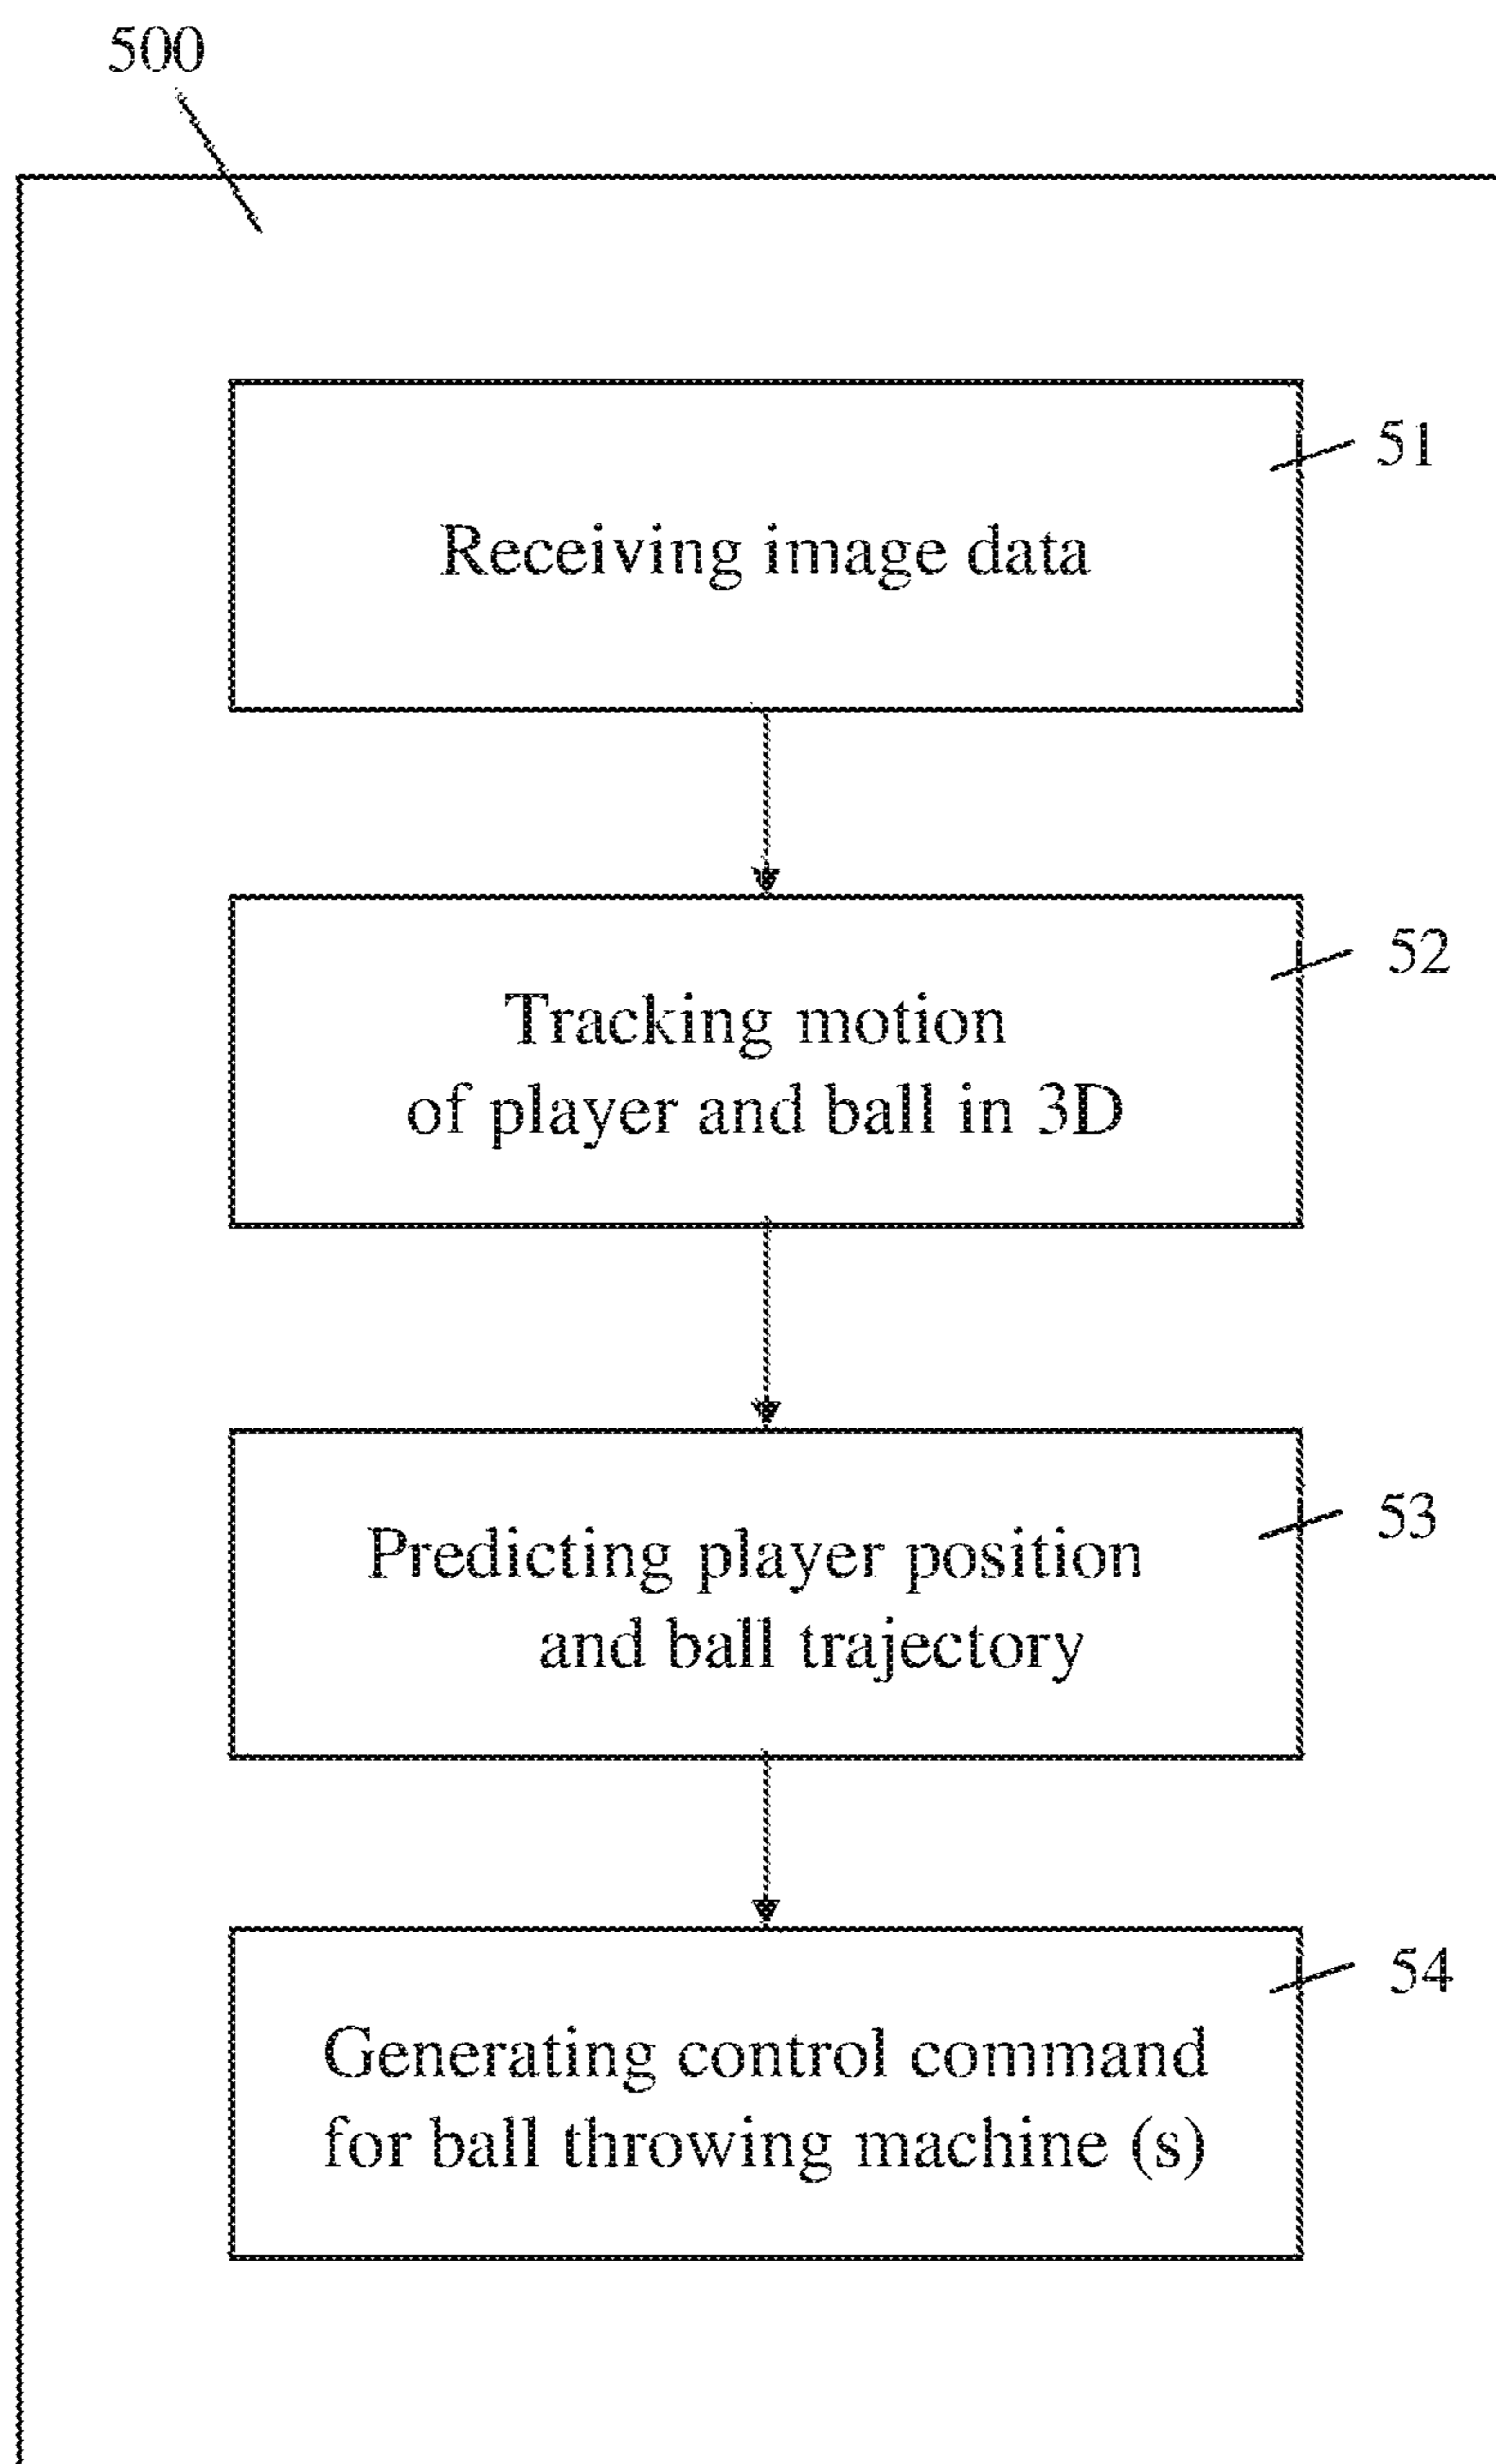 500
51
Receiving image data
52
Tracking motion
of player and ball in 3D
53
Predicting player position
and ball trajectory
54
Generating control command
for ball throwing machine (s)